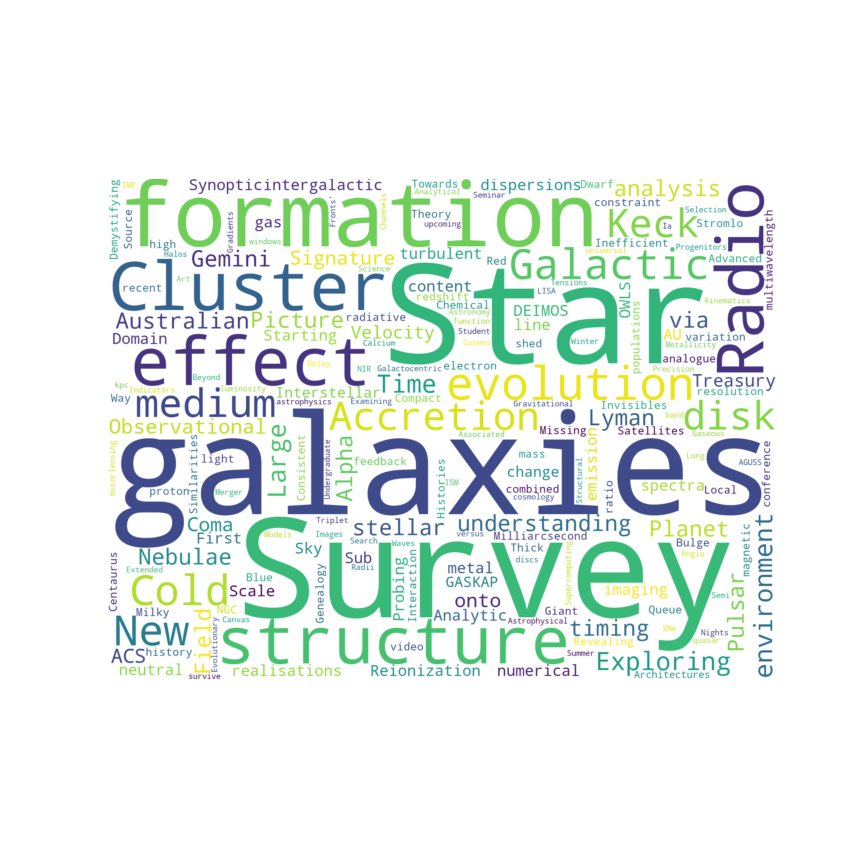 Synopticintergalactic
Towards
dispersions
Dwarf
analysis
IMF
Analytical
Seminar
formation
Demystifying
Source
high
Halos
gas
Gradients
Fronts'
Channels
Theory
upcoming
constraint
Keck
Ia
Selection
Stromlo
Inefficient
Progenitors
Radio
multiwavelength
windows
Science
Gemini
Signature
turbulent
Red
universal
Galactic
Advanced
Art
recent
Cluster
Star
content
redshift
Chemical
LISA
Tensions
DEIMOS
OWLS
populations
Kinematics
radiative
Astronomy
function
line
via
Australian
Picture
Starting
Velocity
Calcium
Student
Cosmos
Winter
shed
AU
variation
Domain
effect
Delay
NIR
Galactocentric
electron
analogue
Metallicity
Precision
kpc
Beyond
luminosity
Examining
Time
evolution
Treasury
resolution
Way
Indicators
astrophysics
Interstellar
Compact
Gravitational
Invisibles
band
medium
Accretion
Lyman
disk
Observational
Missing
Satellites
Gaseous
galaxies
Associated
Long
microrlensing
light
Undergraduate
Consistent
Large
Alpha
feedback
Histories
mass
change
emission
Structural
AGUSS
conference
proton
Similarities
Merger
ISM
cosmology
combined
ratio
spectra
Local
Extended
Coma
First
Models
Triplet
Images
stellar
versus
understanding
Milliarcsecond
Planet
Anglo
magnetic
environment
Centaurus
Nebulae
Sky
Search
Waves
Sub
Probing
Interaction
metal
Thick
discs
Supercomputing
Bulge
Survey
Blue
Scale
Genealogy
Radii
GASKAP
imaging
Pulsar
Semi
Cold
Milky
NGC
Canvas
Analytic
onto
Astrophysical
Giant
Queue
New
Field
Evolutionary
structure
timing
Revealing
SNe
Nights
quasar
ACS
history
video
Summer
Exploring
neutral
survive
realisations
Reionization
numerical
Architectures